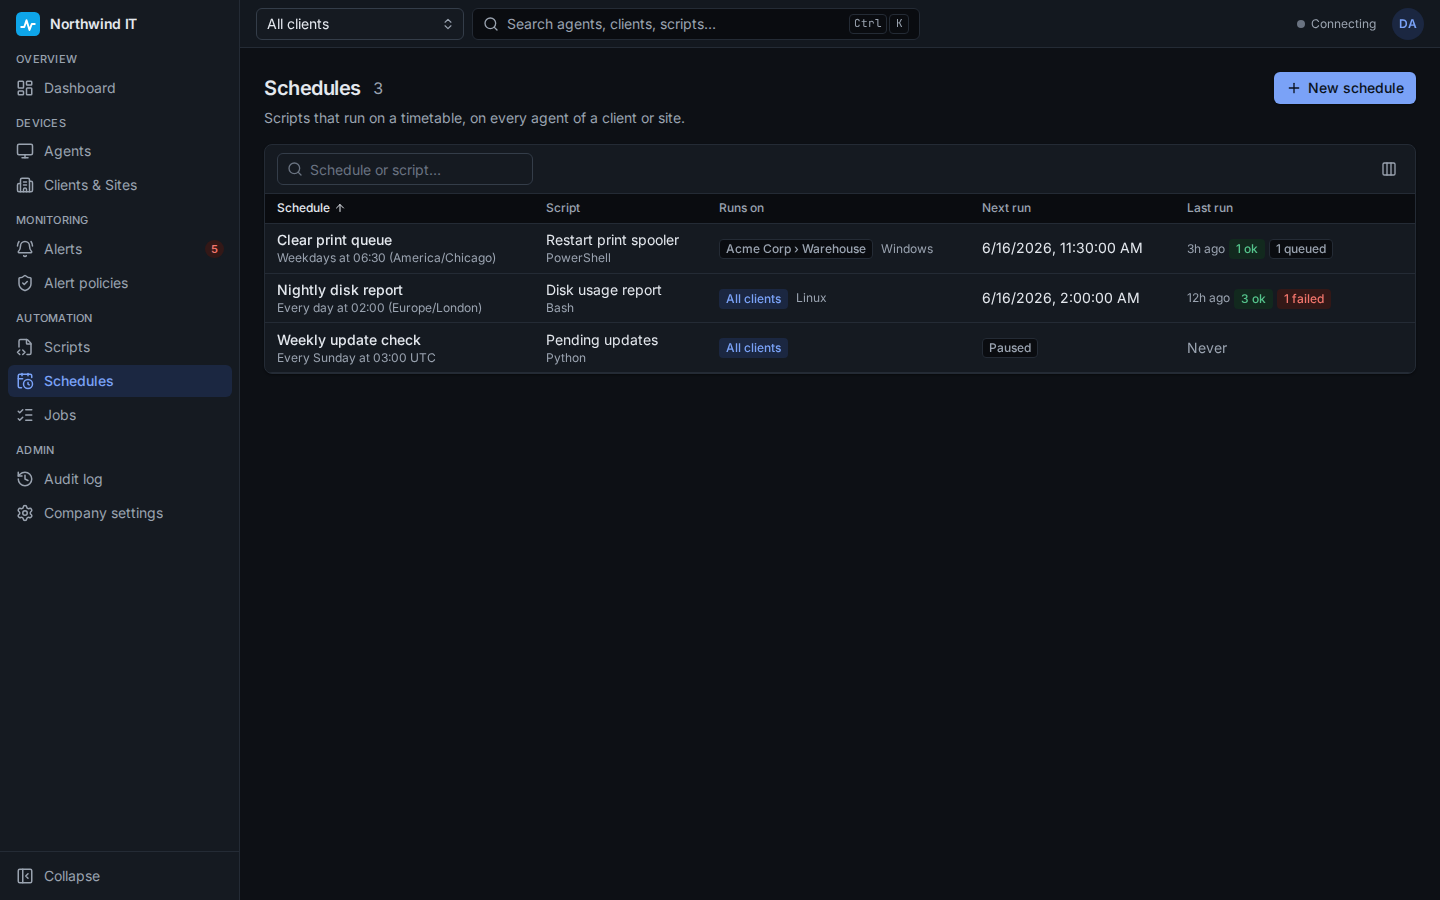 Northwind IT
All clients
Search agents, clients, scripts...
Ctrl K
Connecting
DA
OVERVIEW
Dashboard
DEVICES
Agents
Clients & Sites
MONITORING
Alerts
5
Alert policies
AUTOMATION
Scripts
Schedules
Jobs
ADMIN
Audit log
Company settings
Collapse
Schedules 3
New schedule
Scripts that run on a timetable, on every agent of a client or site.
Schedule or script...
Schedule Script Runs on Next run Last run
Clear print queue
Weekdays at 06:30 (America/Chicago)
Restart print spooler
PowerShell
Acme Corp › Warehouse Windows
6/16/2026, 11:30:00 AM
3h ago 1 ok 1 queued
Nightly disk report
Every day at 02:00 (Europe/London)
Disk usage report
Bash
All clients Linux
6/16/2026, 2:00:00 AM
12h ago 3 ok 1 failed
Weekly update check
Every Sunday at 03:00 UTC
Pending updates
Python
All clients
Paused
Never